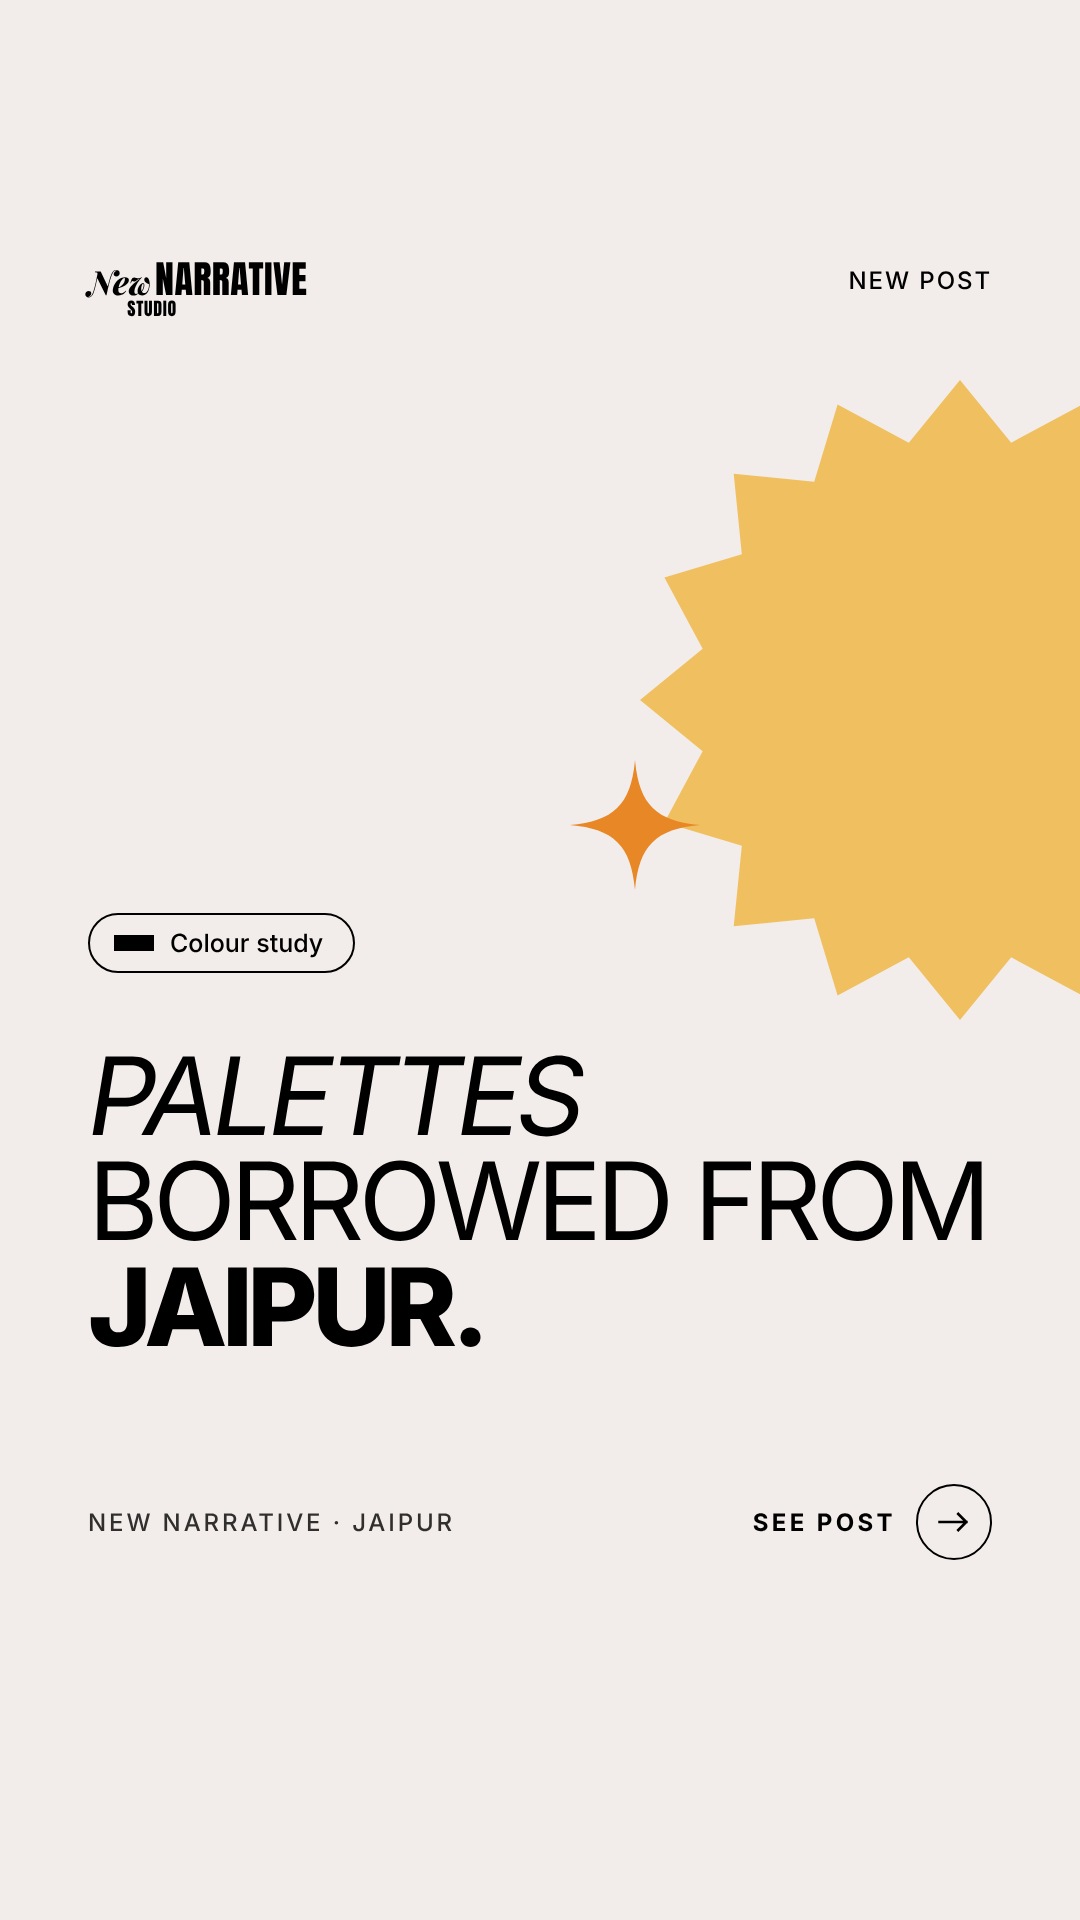 New NARRATIVE
STUDIO
NEW POST
Colour study
PALETTES
BORROWED FROM
JAIPUR.
NEW NARRATIVE · JAIPUR
SEE POST